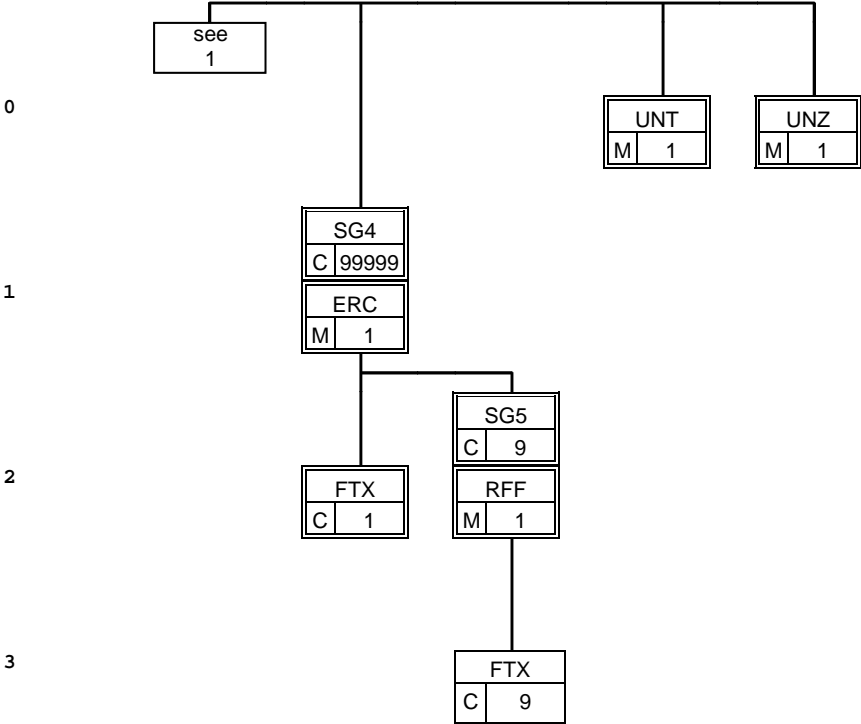 see
1
0
UNT
M 1
UNZ
M 1
SG4
C 99999
1
ERC
M 1
SG5
C 9
2
FTX
C 1
RFF
M 1
3
FTX
C 9